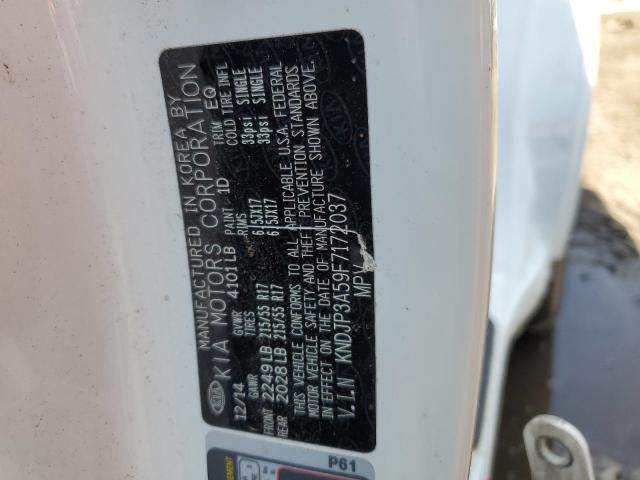 MANUFACTURED IN KOREA BY
KIA MOTORS CORPORATION
12/14 GVWR 4101LB PAINT 1D TRIM EQ
GAWR TIRES RIMS COLD TIRE INFL
FRONT 2249LB 215/55 R17 6.5JX17 33psi SINGLE
REAR 2028LB 215/55 R17 6.5JX17 33psi SINGLE
THIS VEHICLE CONFORMS TO ALL APPLICABLE U.S.A. FEDERAL
MOTOR VEHICLE SAFETY AND THEFT PREVENTION STANDARDS
IN EFFECT ON THE DATE OF MANUFACTURE SHOWN ABOVE.
V.I.N KNDJP3A59F7172037
MPV
P61